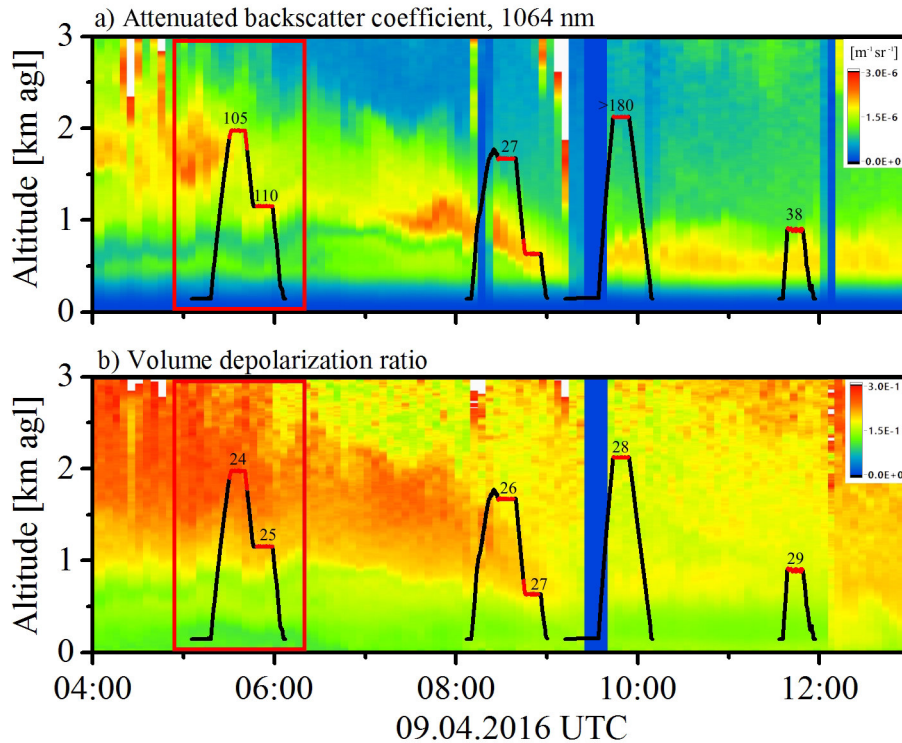 a) Attenuated backscatter coefficient, 1064 nm
3
[m⁻¹ sr⁻¹]
3.0E-6
1.5E-6
0.0E+0
2
1
0
Altitude [km agl]
105
110
27
>180
38
b) Volume depolarization ratio
3
3.0E-1
1.5E-1
0.0E+0
2
1
0
Altitude [km agl]
24
25
26
27
28
29
04:00 06:00 08:00 10:00 12:00
09.04.2016 UTC